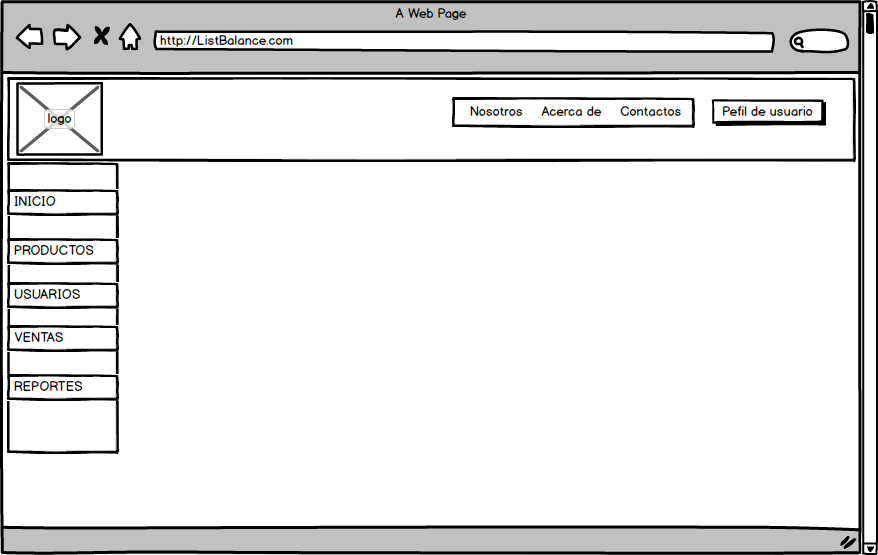 A Web Page
http://ListBalance.com
logo
Nosotros Acerca de Contactos
Pefil de usuario
INICIO
PRODUCTOS
USUARIOS
VENTAS
REPORTES